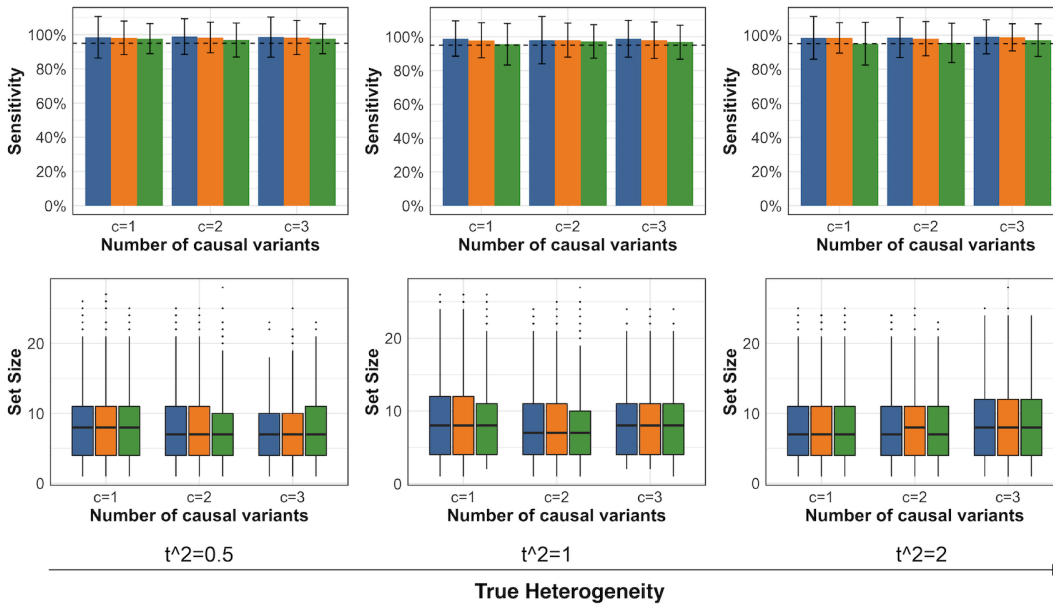 Sensitivity
100%
80%
60%
40%
20%
0%
c=1 c=2 c=3
Number of causal variants
Sensitivity
100%
80%
60%
40%
20%
0%
c=1 c=2 c=3
Number of causal variants
Sensitivity
100%
80%
60%
40%
20%
0%
c=1 c=2 c=3
Number of causal variants
Set Size
20
10
0
c=1 c=2 c=3
Number of causal variants
Set Size
20
10
0
c=1 c=2 c=3
Number of causal variants
Set Size
20
10
0
c=1 c=2 c=3
Number of causal variants
t^2=0.5 t^2=1 t^2=2
True Heterogeneity